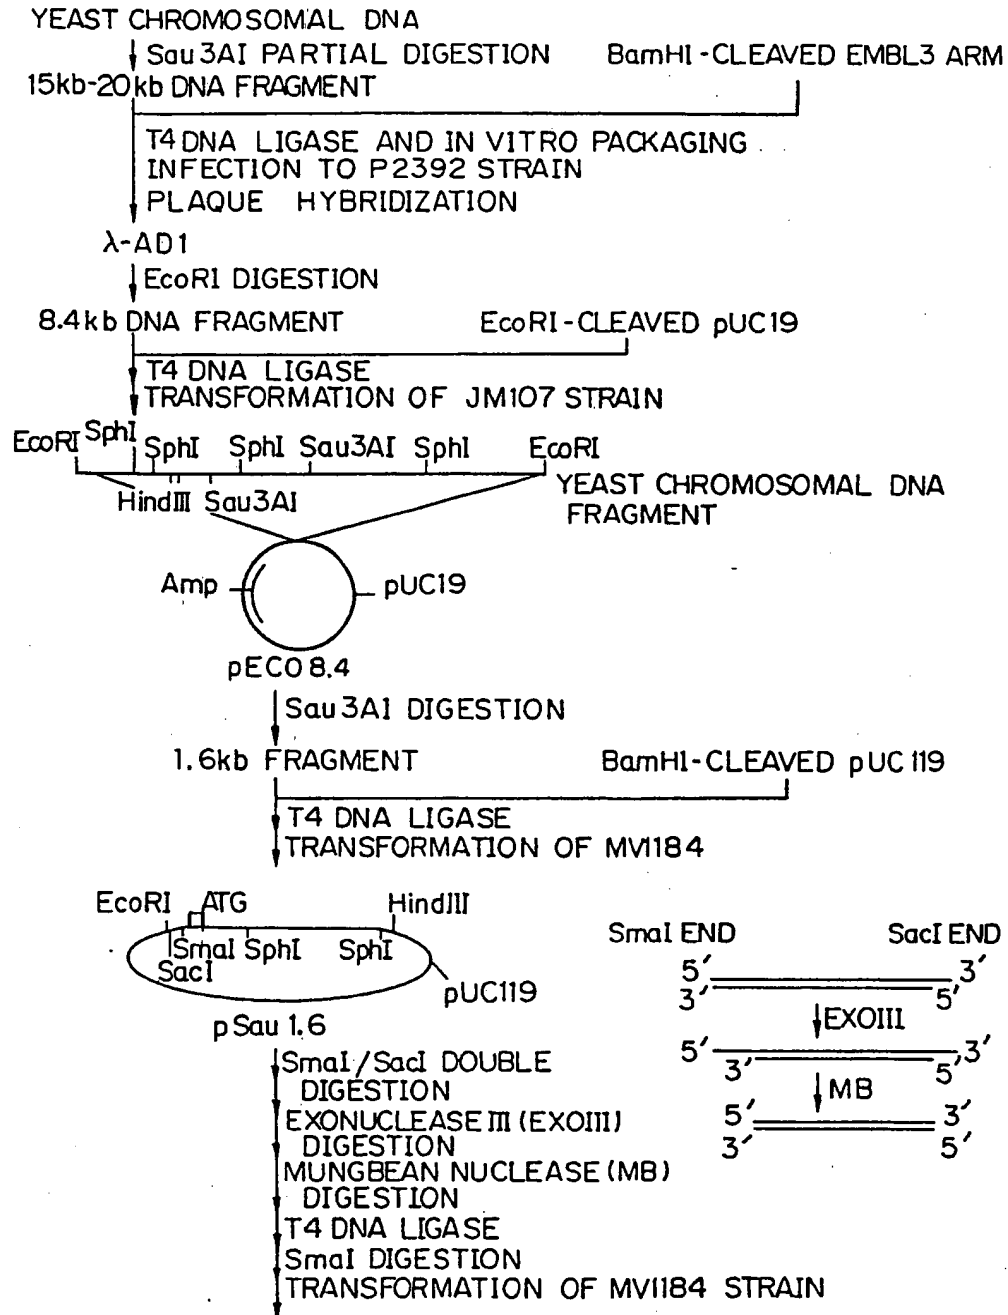 YEAST CHROMOSOMAL DNA
Sau3AI PARTIAL DIGESTION
BamHI-CLEAVED EMBL3 ARM
15kb-20kb DNA FRAGMENT
T4 DNA LIGASE AND IN VITRO PACKAGING
INFECTION TO P2392 STRAIN
PLAQUE HYBRIDIZATION
λ-AD1
EcoRI DIGESTION
8.4kb DNA FRAGMENT
EcoRI-CLEAVED pUC19
T4 DNA LIGASE
TRANSFORMATION OF JM107 STRAIN
EcoRI SphI SphI SphI Sau3AI SphI EcoRI
HindIII Sau3AI
YEAST CHROMOSOMAL DNA
FRAGMENT
Amp
pUC19
pECO8.4
Sau3AI DIGESTION
1.6kb FRAGMENT
BamHI-CLEAVED pUC119
T4 DNA LIGASE
TRANSFORMATION OF MV1184
EcoRI ATG HindIII
SmaI SphI SphI
SacI
pUC119
pSau1.6
SmaI END SacI END
5' 3'
3' 5'
EXOIII
5' 3'
3' 5'
MB
5' 3'
3' 5'
SmaI/SacI DOUBLE
DIGESTION
EXONUCLEASE III (EXOIII)
DIGESTION
MUNGBEAN NUCLEASE (MB)
DIGESTION
T4 DNA LIGASE
SmaI DIGESTION
TRANSFORMATION OF MV1184 STRAIN